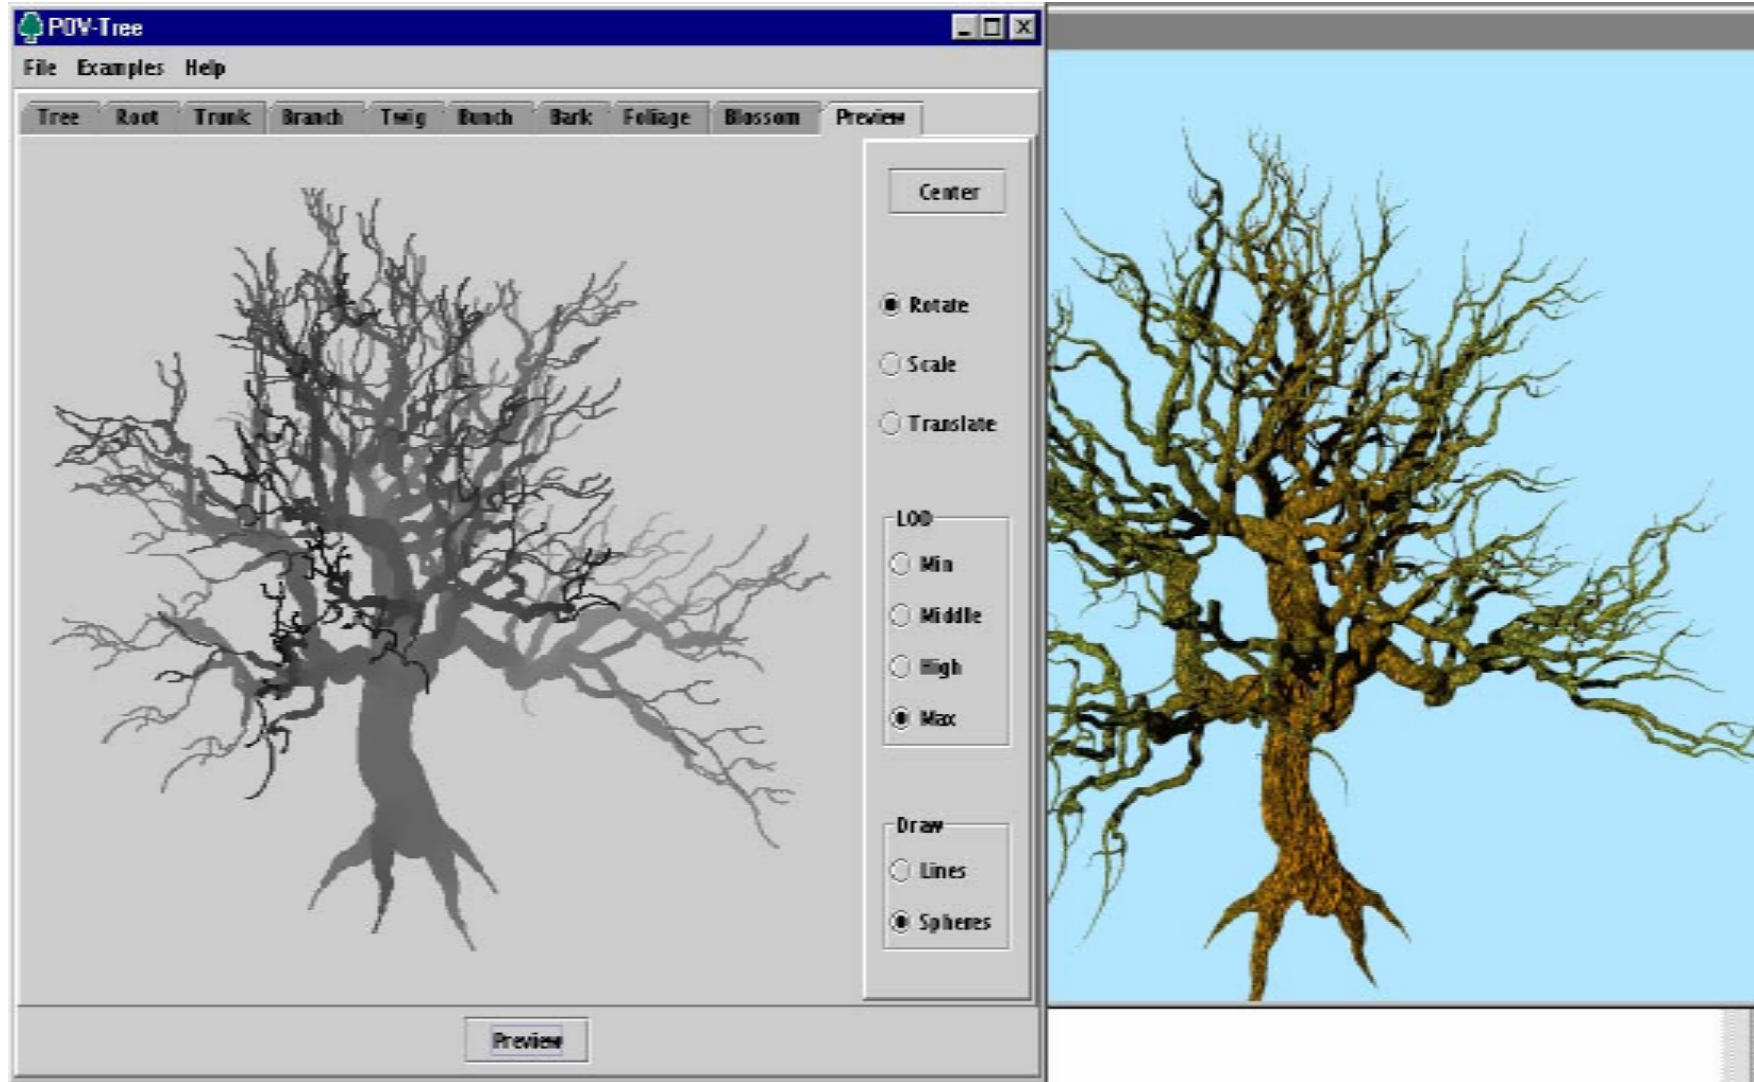 POV-Tree
File Examples Help
Tree Root Trunk Branch Twig Bunch Bark Foliage Blossom Preview
Center
Rotate
Scale
Translate
LOD
Min
Middle
High
Max
Draw
Lines
Spheres
Preview